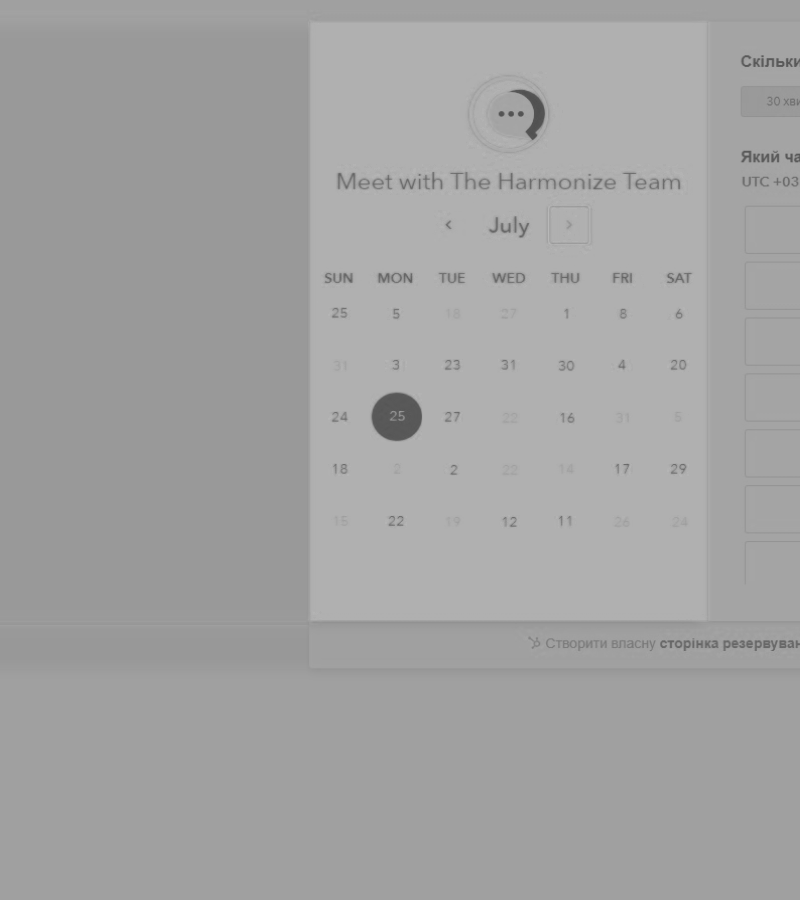 Meet with The Harmonize Team
July
SUN MON TUE WED THU FRI SAT
25 5 18 27 1 8 6
31 3 23 31 30 4 20
24 25 27 22 16 31 5
18 2 2 22 14 17 29
15 22 19 12 11 26 24
Скільки
30 хви
Який ча
UTC +03
Створити власну сторінка резервуван